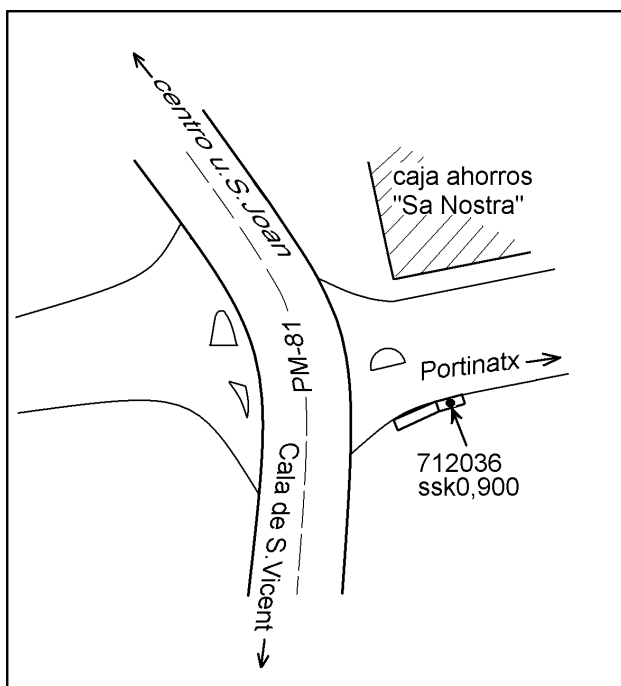 centro u.S.Joan
caja ahorros
"Sa Nostra"
PM-81
Portinatx
712036
ssk0,900
Cala de S.Vicent